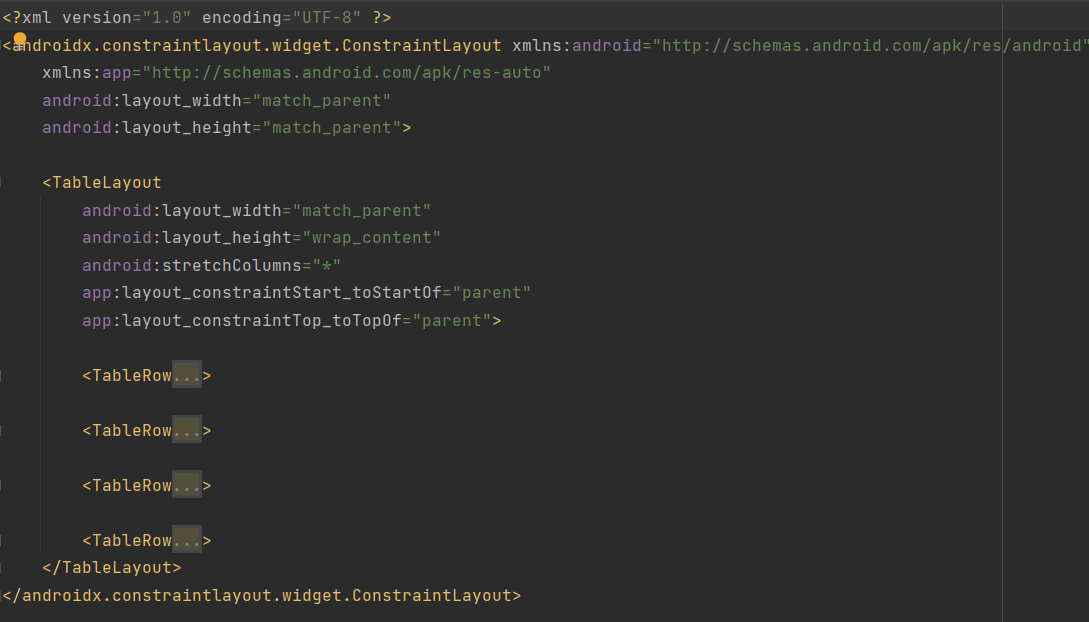 <?xml version="1.0" encoding="UTF-8" ?>
<androidx.constraintlayout.widget.ConstraintLayout xmlns:android="http://schemas.android.com/apk/res/android"
xmlns:app="http://schemas.android.com/apk/res-auto"
android:layout_width="match_parent"
android:layout_height="match_parent">
<TableLayout
android:layout_width="match_parent"
android:layout_height="wrap_content"
android:stretchColumns="*"
app:layout_constraintStart_toStartOf="parent"
app:layout_constraintTop_toTopOf="parent">
<TableRow...>
<TableRow...>
<TableRow...>
<TableRow...>
</TableLayout>
</androidx.constraintlayout.widget.ConstraintLayout>